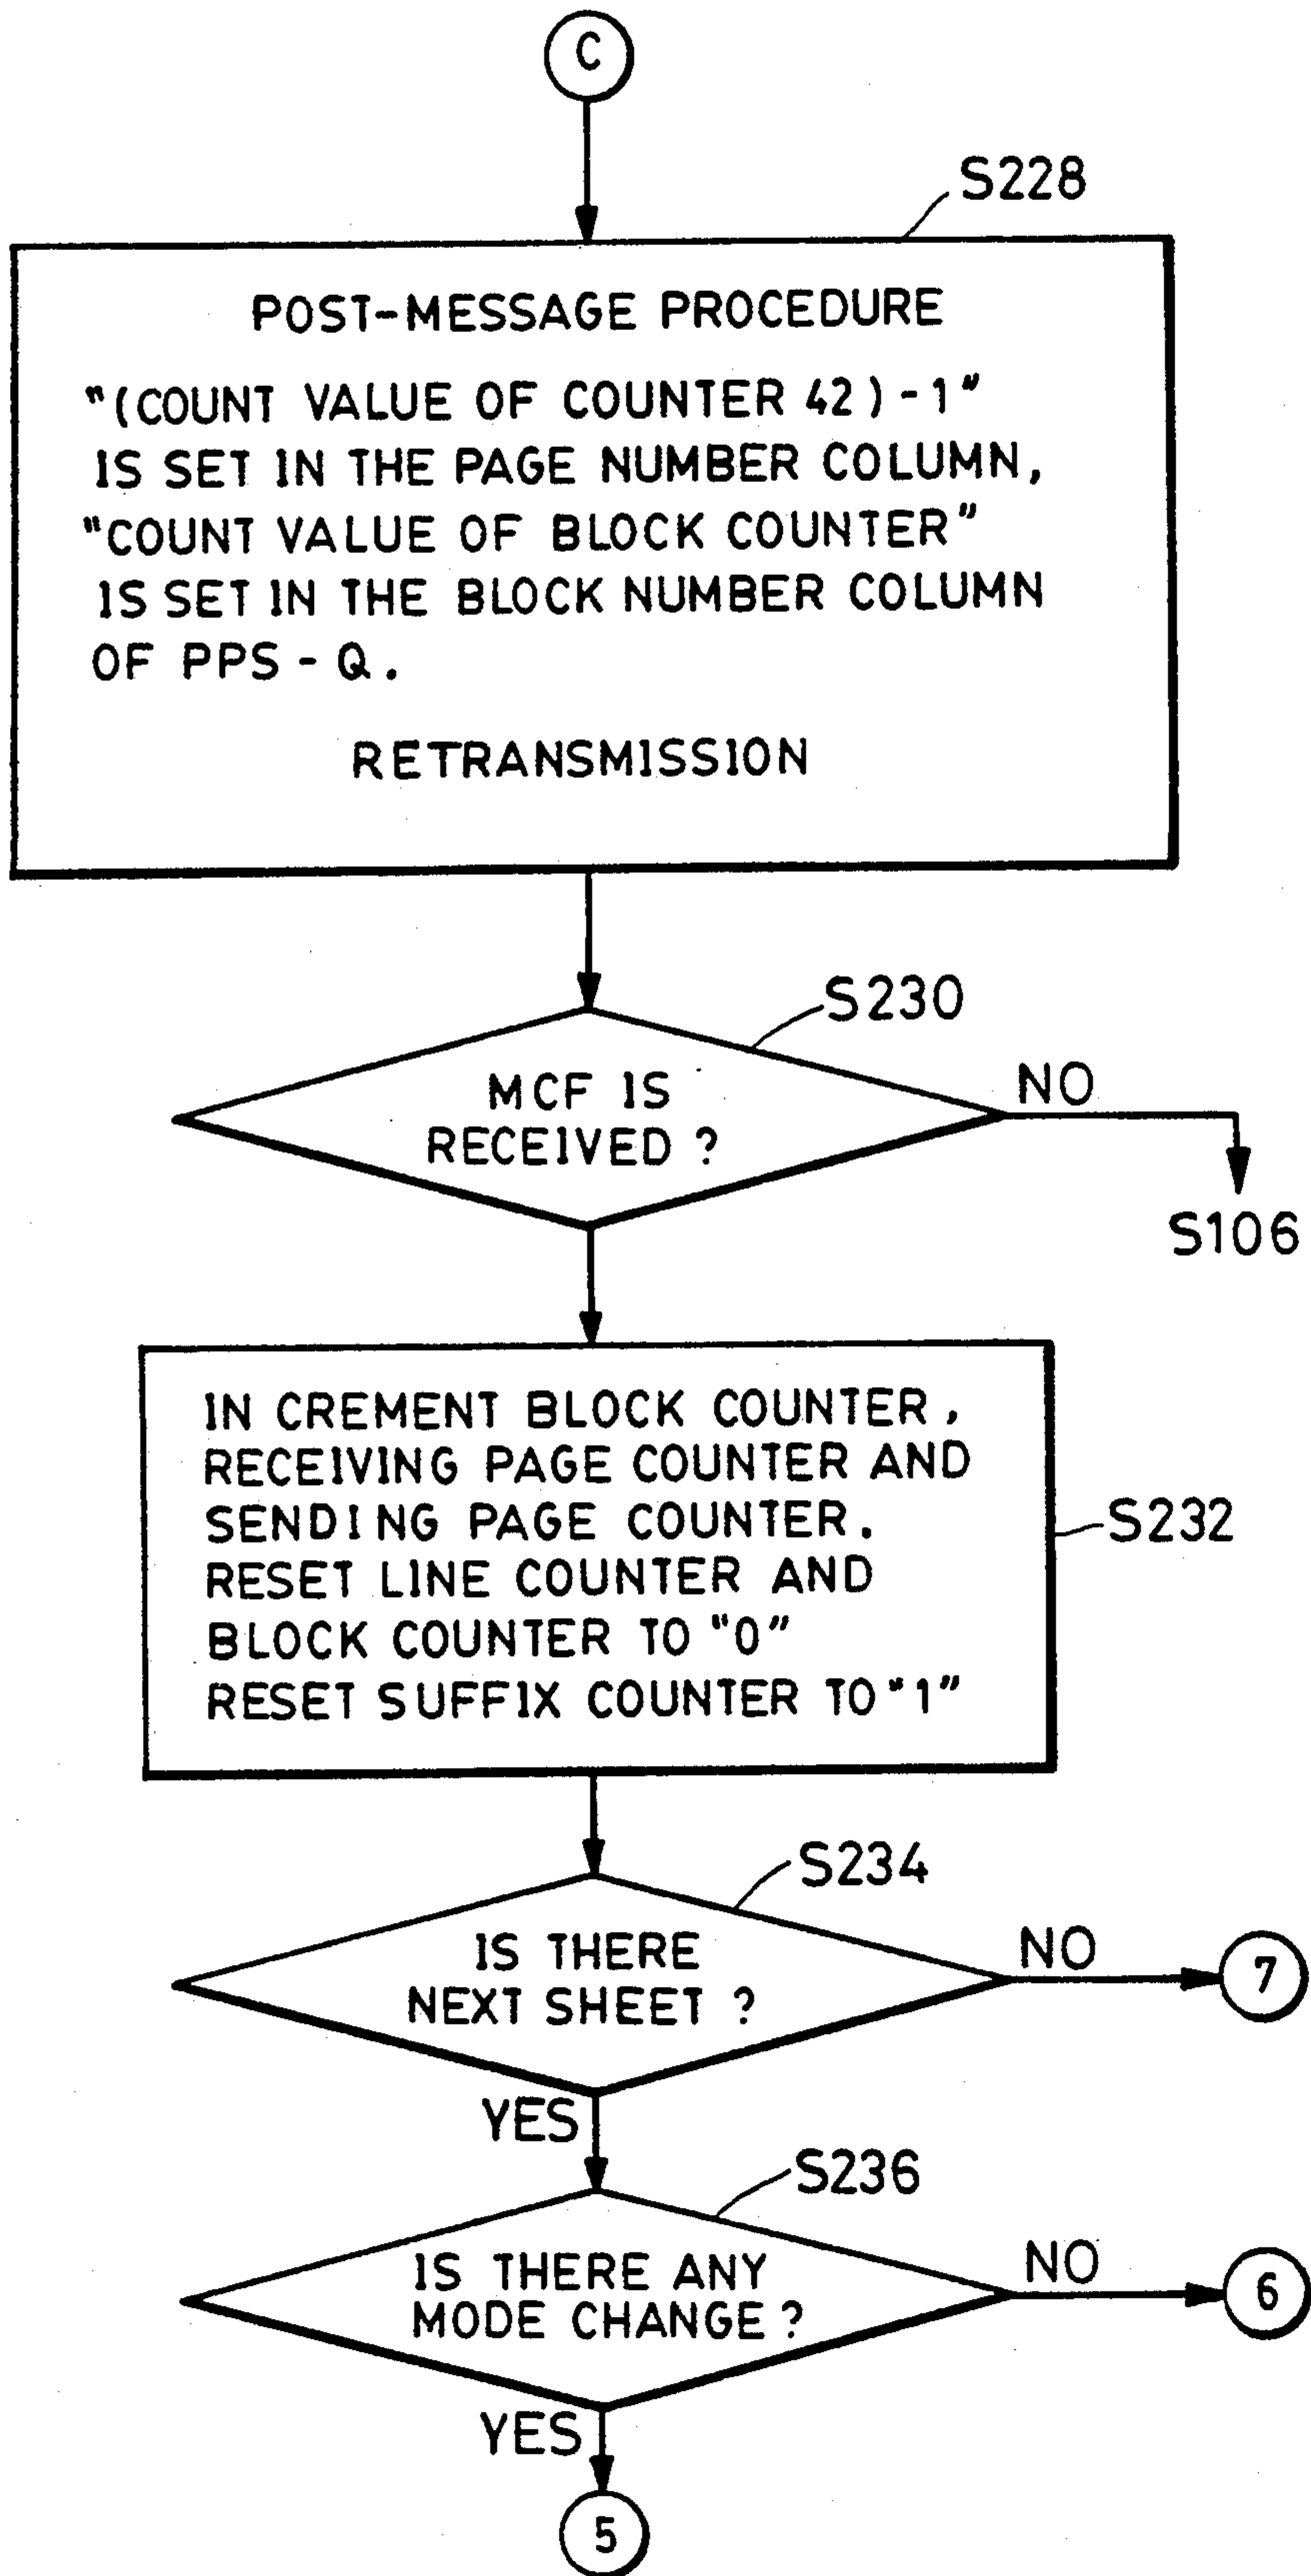 C
S228
POST-MESSAGE PROCEDURE
"(COUNT VALUE OF COUNTER 42)-1"
IS SET IN THE PAGE NUMBER COLUMN,
"COUNT VALUE OF BLOCK COUNTER"
IS SET IN THE BLOCK NUMBER COLUMN
OF PPS-Q.
RETRANSMISSION
S230
MCF IS
RECEIVED ?
NO
S106
IN CREMENT BLOCK COUNTER,
RECEIVING PAGE COUNTER AND
SENDING PAGE COUNTER.
RESET LINE COUNTER AND
BLOCK COUNTER TO "0"
RESET SUFFIX COUNTER TO "1"
S232
S234
IS THERE
NEXT SHEET ?
NO
7
YES
S236
IS THERE ANY
MODE CHANGE ?
NO
6
YES
5